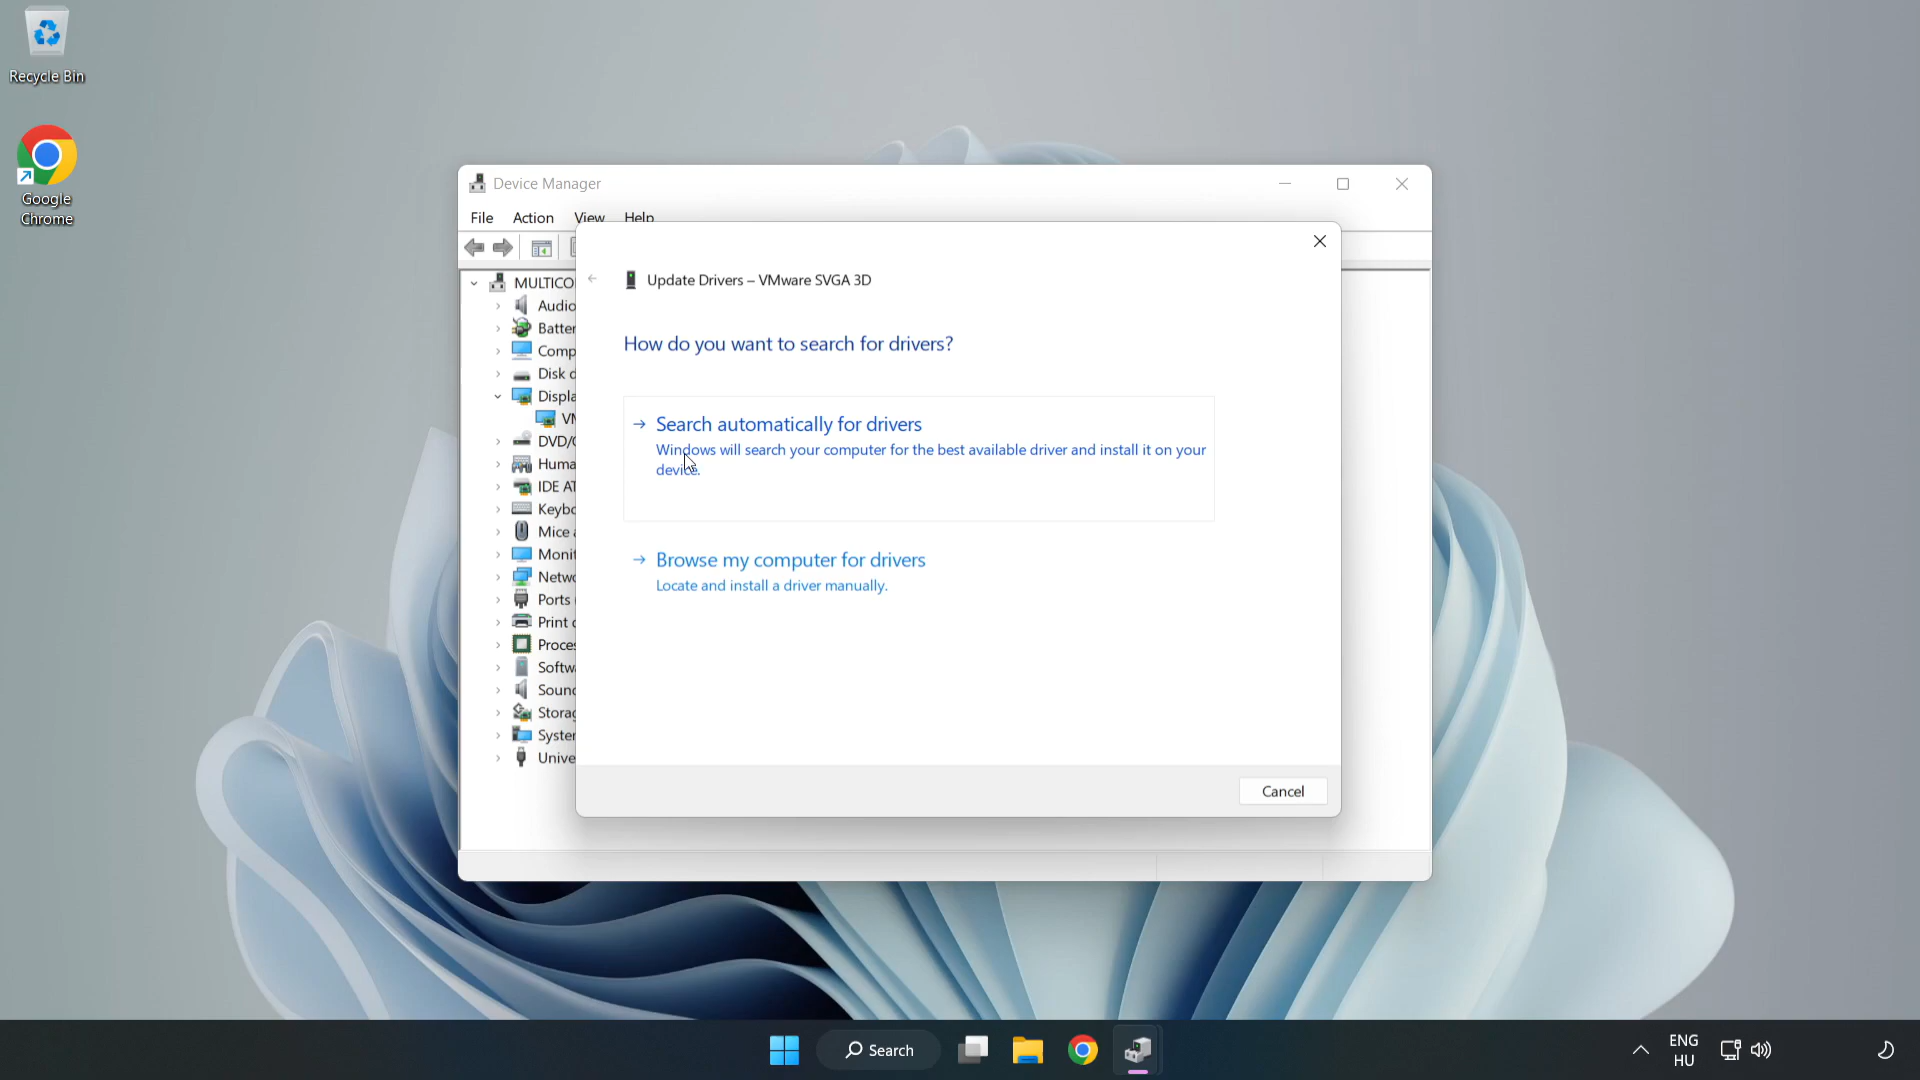 Recycle Bin
Google
Chrome
Device Manager
File Action View Help
Update Drivers – VMware SVGA 3D
How do you want to search for drivers?
Search automatically for drivers
Windows will search your computer for the best available driver and install it on your
device.
Browse my computer for drivers
Locate and install a driver manually.
Cancel
MULTICO
Audio
Batter
Comp
Disk d
Displa
VM
DVD/
Huma
IDE AT
Keybo
Mice a
Monit
Netwo
Ports
Print
Proces
Softwa
Sound
Storag
System
Unive
Search
ENG
HU